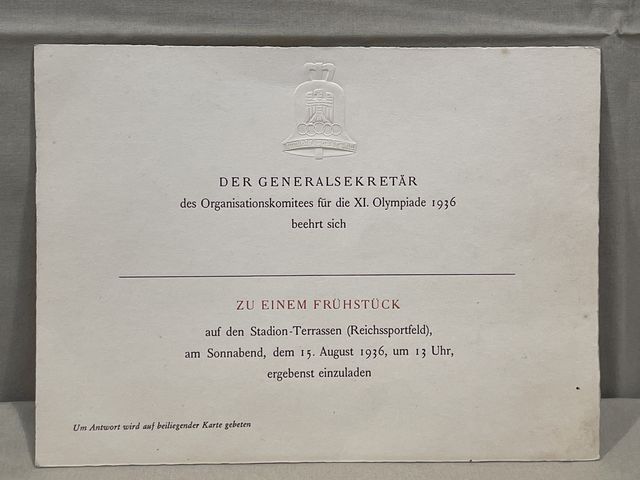 DER GENERALSEKRETÄR
des Organisationskomitees für die XI. Olympiade 1936
beehrt sich
ZU EINEM FRÜHSTÜCK
auf den Stadion-Terrassen (Reichssportfeld),
am Sonnabend, dem 15. August 1936, um 13 Uhr,
ergebenst einzuladen
Um Antwort wird auf beiliegender Karte gebeten